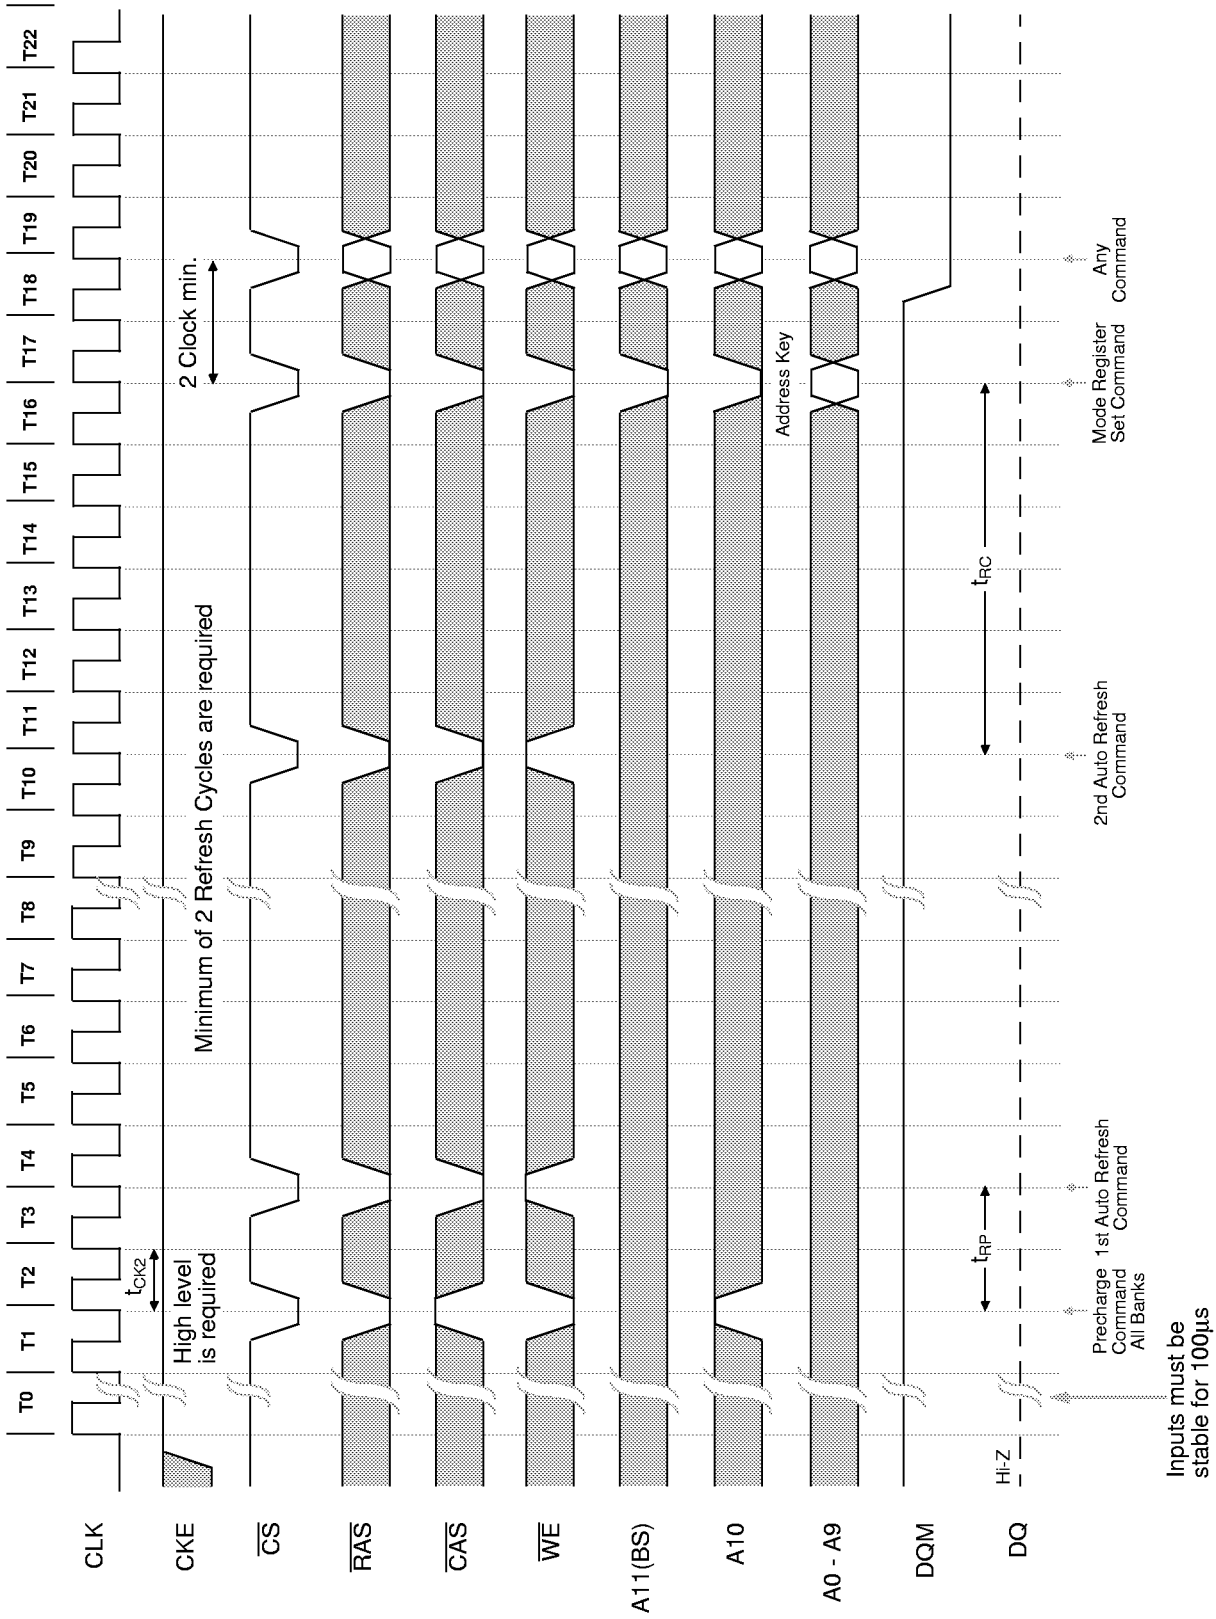 T0 T1 T2 T3 T4 T5 T6 T7 T8 T9 T10 T11 T12 T13 T14 T15 T16 T17 T18 T19 T20 T21 T22
CLK
tCK2
CKE
High level
is required
Minimum of 2 Refresh Cycles are required
2 Clock min.
CS
RAS
CAS
WE
A11(BS)
A10
Address Key
A0 - A9
DQM
tRP
tRC
DQ
Hi-Z
Precharge
Command
All Banks
1st Auto Refresh
Command
2nd Auto Refresh
Command
Mode Register
Set Command
Any
Command
Inputs must be
stable for 100µs